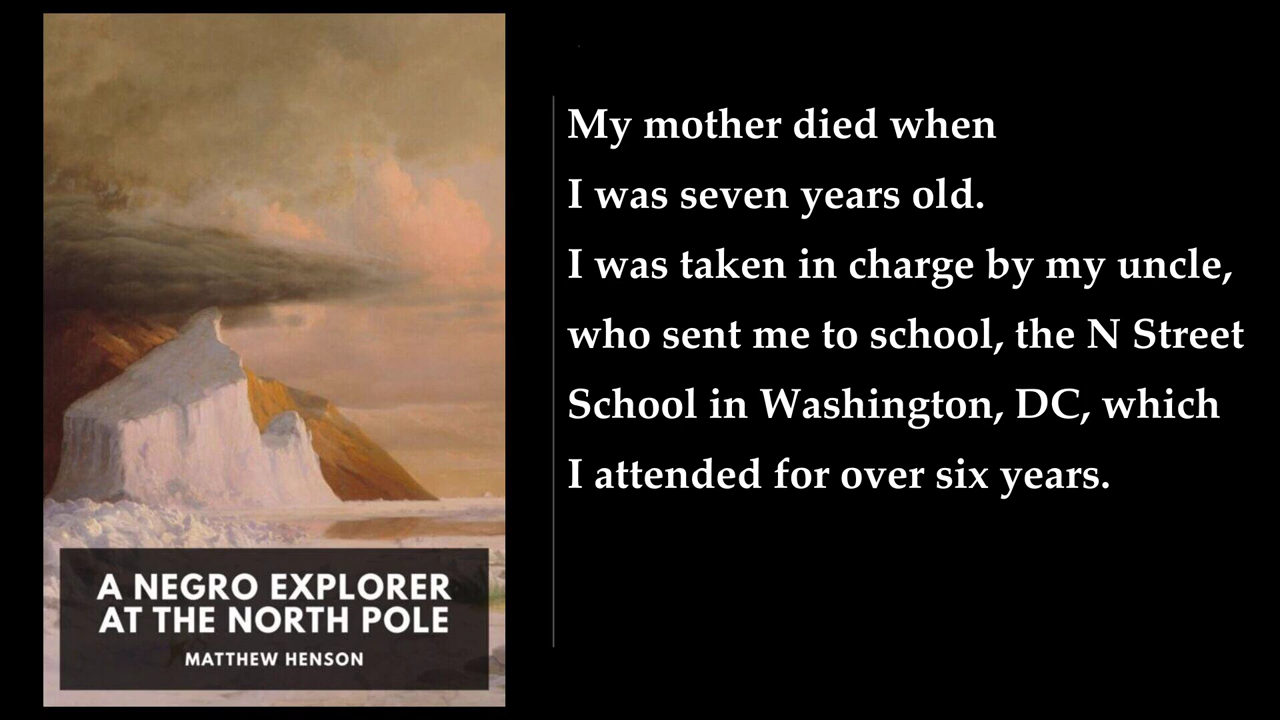 My mother died when
I was seven years old.
I was taken in charge by my uncle,
who sent me to school, the N Street
School in Washington, DC, which
I attended for over six years.
A NEGRO EXPLORER
AT THE NORTH POLE
MATTHEW HENSON